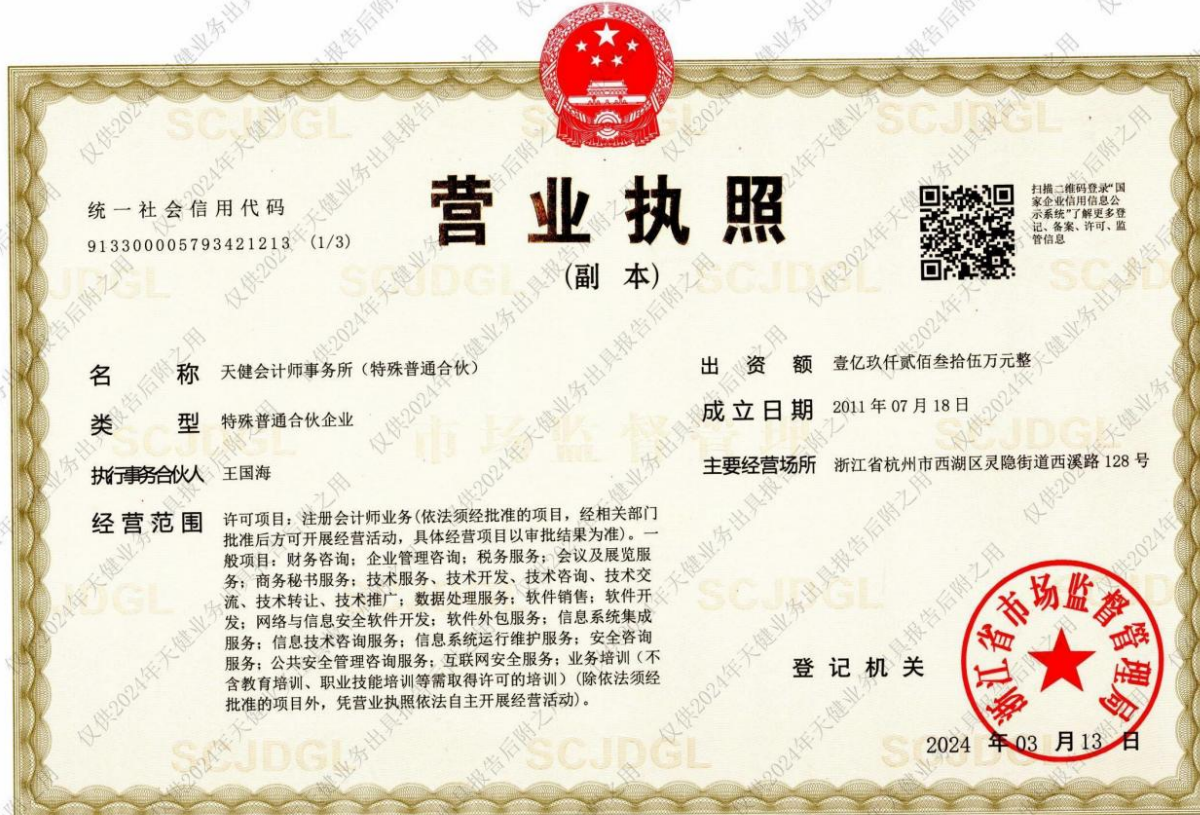 营业执照
(副 本)
统一社会信用代码
913300005793421213 (1/3)
扫描二维码登录“国
家企业信用信息公
示系统”了解更多登
记、备案、许可、监
管信息
名 称 天健会计师事务所（特殊普通合伙）
类 型 特殊普通合伙企业
执行事务合伙人 王国海
经营范围 许可项目：注册会计师业务(依法须经批准的项目，经相关部门
批准后方可开展经营活动，具体经营项目以审批结果为准)。一
般项目：财务咨询；企业管理咨询；税务服务；会议及展览服
务；商务秘书服务；技术服务、技术开发、技术咨询、技术交
流、技术转让、技术推广；数据处理服务；软件销售；软件开
发；网络与信息安全软件开发；软件外包服务；信息系统集成
服务；信息技术咨询服务；信息系统运行维护服务；安全咨询
服务；公共安全管理咨询服务；互联网安全服务；业务培训（不
含教育培训、职业技能培训等需取得许可的培训）(除依法须经
批准的项目外，凭营业执照依法自主开展经营活动)。
出 资 额 壹亿玖仟贰佰叁拾伍万元整
成立日期 2011年07月18日
主要经营场所 浙江省杭州市西湖区灵隐街道西溪路128号
登记机关
浙江省市场监督管理局
2024 年 03 月 13 日
仅供2024年天健业务出具报告后附之用
SCJDGL
市场监督管理